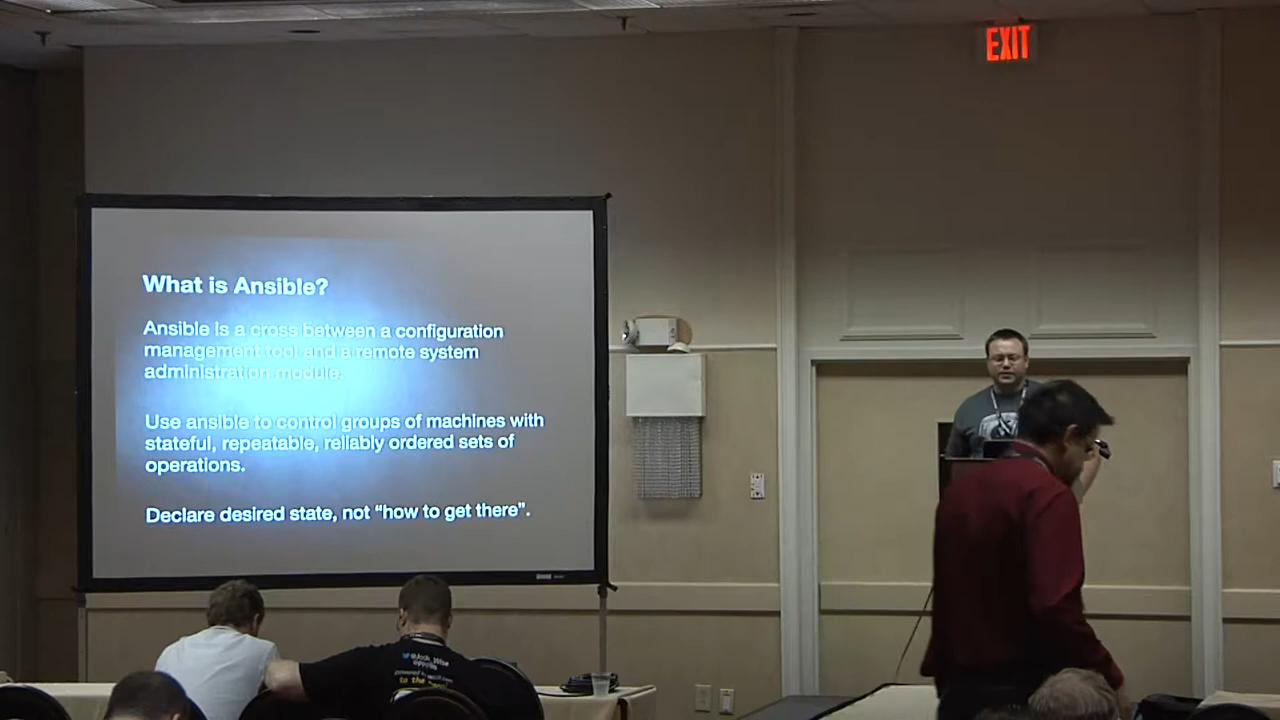 EXIT
What is Ansible?
Ansible is a cross between a configuration
management tool and a remote system
administration module.
Use ansible to control groups of machines with
stateful, repeatable, reliably ordered sets of
operations.
Declare desired state, not "how to get there".
to the